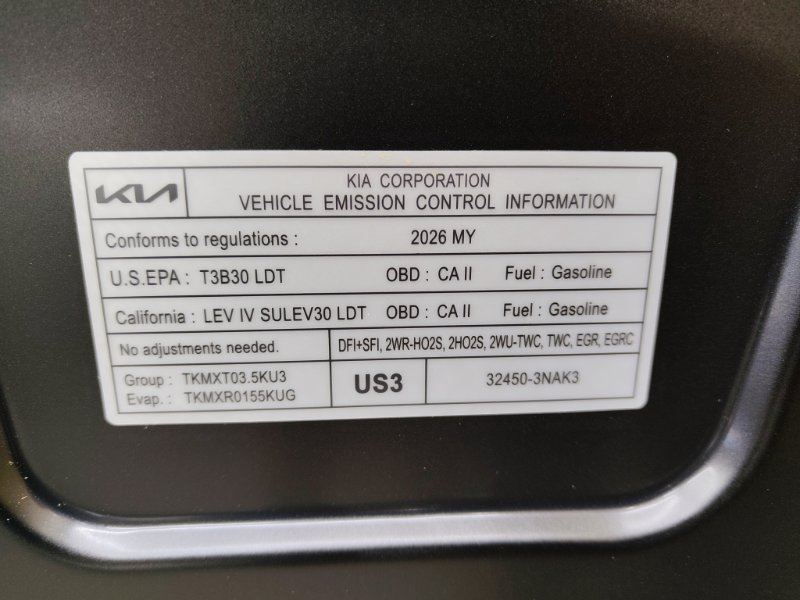 KIA
KIA CORPORATION
VEHICLE EMISSION CONTROL INFORMATION
Conforms to regulations : 2026 MY
U.S.EPA : T3B30 LDT OBD : CA II Fuel : Gasoline
California : LEV IV SULEV30 LDT OBD : CA II Fuel : Gasoline
No adjustments needed. DFI+SFI, 2WR-HO2S, 2HO2S, 2WU-TWC, TWC, EGR, EGRC
Group : TKMXT03.5KU3
Evap. : TKMXR0155KUG
US3
32450-3NAK3